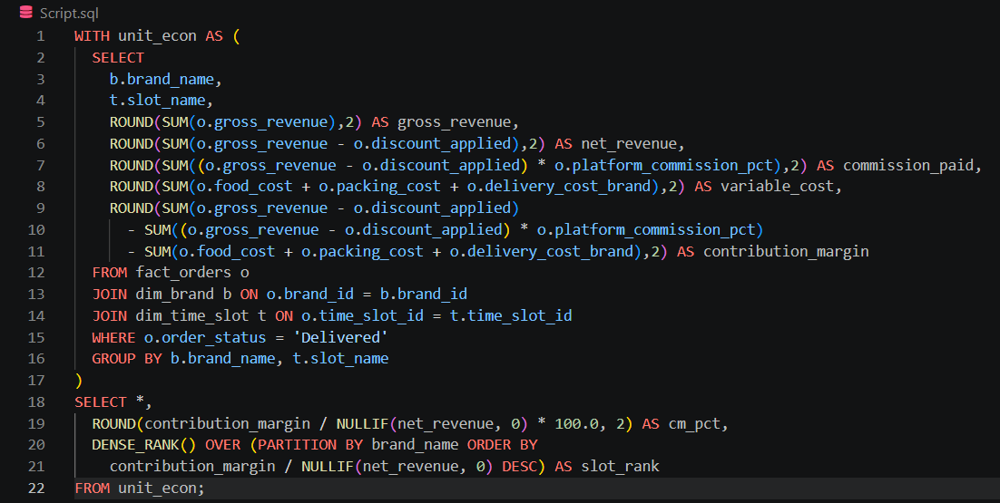 Script.sql
1 WITH unit_econ AS (
2   SELECT
3     b.brand_name,
4     t.slot_name,
5     ROUND(SUM(o.gross_revenue),2) AS gross_revenue,
6     ROUND(SUM(o.gross_revenue - o.discount_applied),2) AS net_revenue,
7     ROUND(SUM((o.gross_revenue - o.discount_applied) * o.platform_commission_pct),2) AS commission_paid,
8     ROUND(SUM(o.food_cost + o.packing_cost + o.delivery_cost_brand),2) AS variable_cost,
9     ROUND(SUM(o.gross_revenue - o.discount_applied)
10       - SUM((o.gross_revenue - o.discount_applied) * o.platform_commission_pct)
11       - SUM(o.food_cost + o.packing_cost + o.delivery_cost_brand),2) AS contribution_margin
12   FROM fact_orders o
13   JOIN dim_brand b ON o.brand_id = b.brand_id
14   JOIN dim_time_slot t ON o.time_slot_id = t.time_slot_id
15   WHERE o.order_status = 'Delivered'
16   GROUP BY b.brand_name, t.slot_name
17 )
18 SELECT *,
19   ROUND(contribution_margin / NULLIF(net_revenue, 0) * 100.0, 2) AS cm_pct,
20   DENSE_RANK() OVER (PARTITION BY brand_name ORDER BY
21     contribution_margin / NULLIF(net_revenue, 0) DESC) AS slot_rank
22 FROM unit_econ;